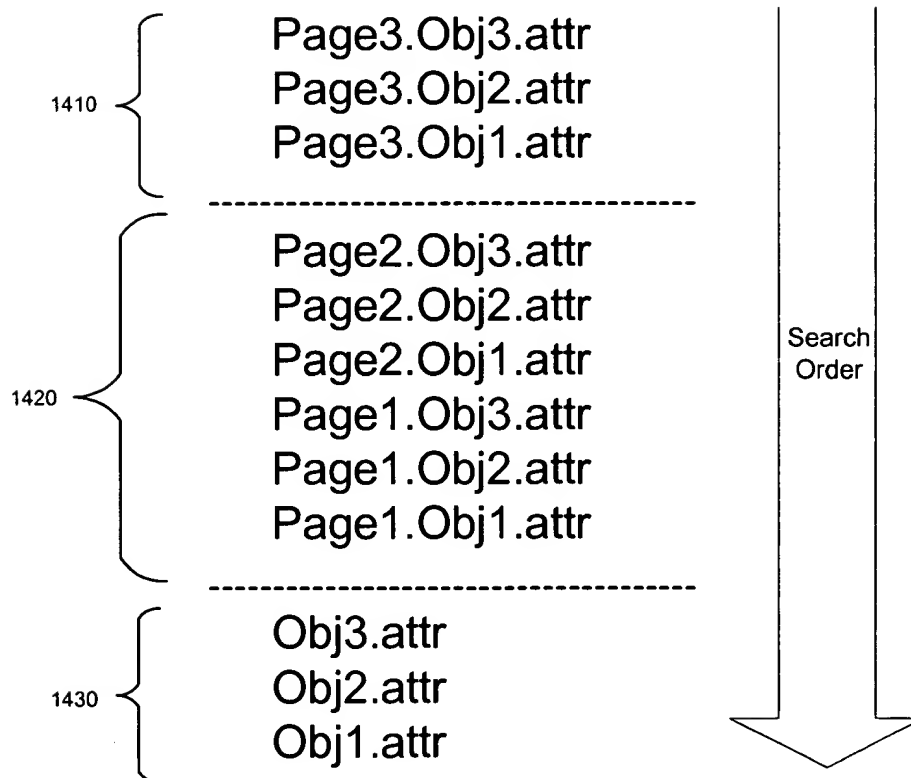 Page3.Obj3.attr
Page3.Obj2.attr
1410
Page3.Obj1.attr
Page2.Obj3.attr
Page2.Obj2.attr
Page2.Obj1.attr
Search
Order
1420
Page1.Obj3.attr
Page1.Obj2.attr
Page1.Obj1.attr
Obj3.attr
1430
Obj2.attr
Obj1.attr